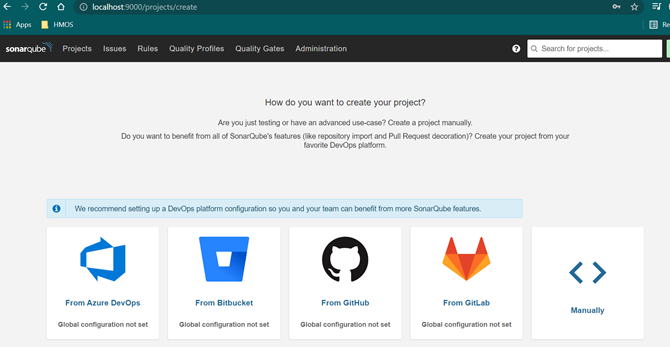 localhost:9000/projects/create
Apps HMOS Re
sonarqube Projects Issues Rules Quality Profiles Quality Gates Administration ? Search for projects...
How do you want to create your project?
Are you just testing or have an advanced use-case? Create a project manually.
Do you want to benefit from all of SonarQube's features (like repository import and Pull Request decoration)? Create your project from your
favorite DevOps platform.
We recommend setting up a DevOps platform configuration so you and your team can benefit from more SonarQube features.
From Azure DevOps From Bitbucket From GitHub From GitLab Manually
Global configuration not set Global configuration not set Global configuration not set Global configuration not set